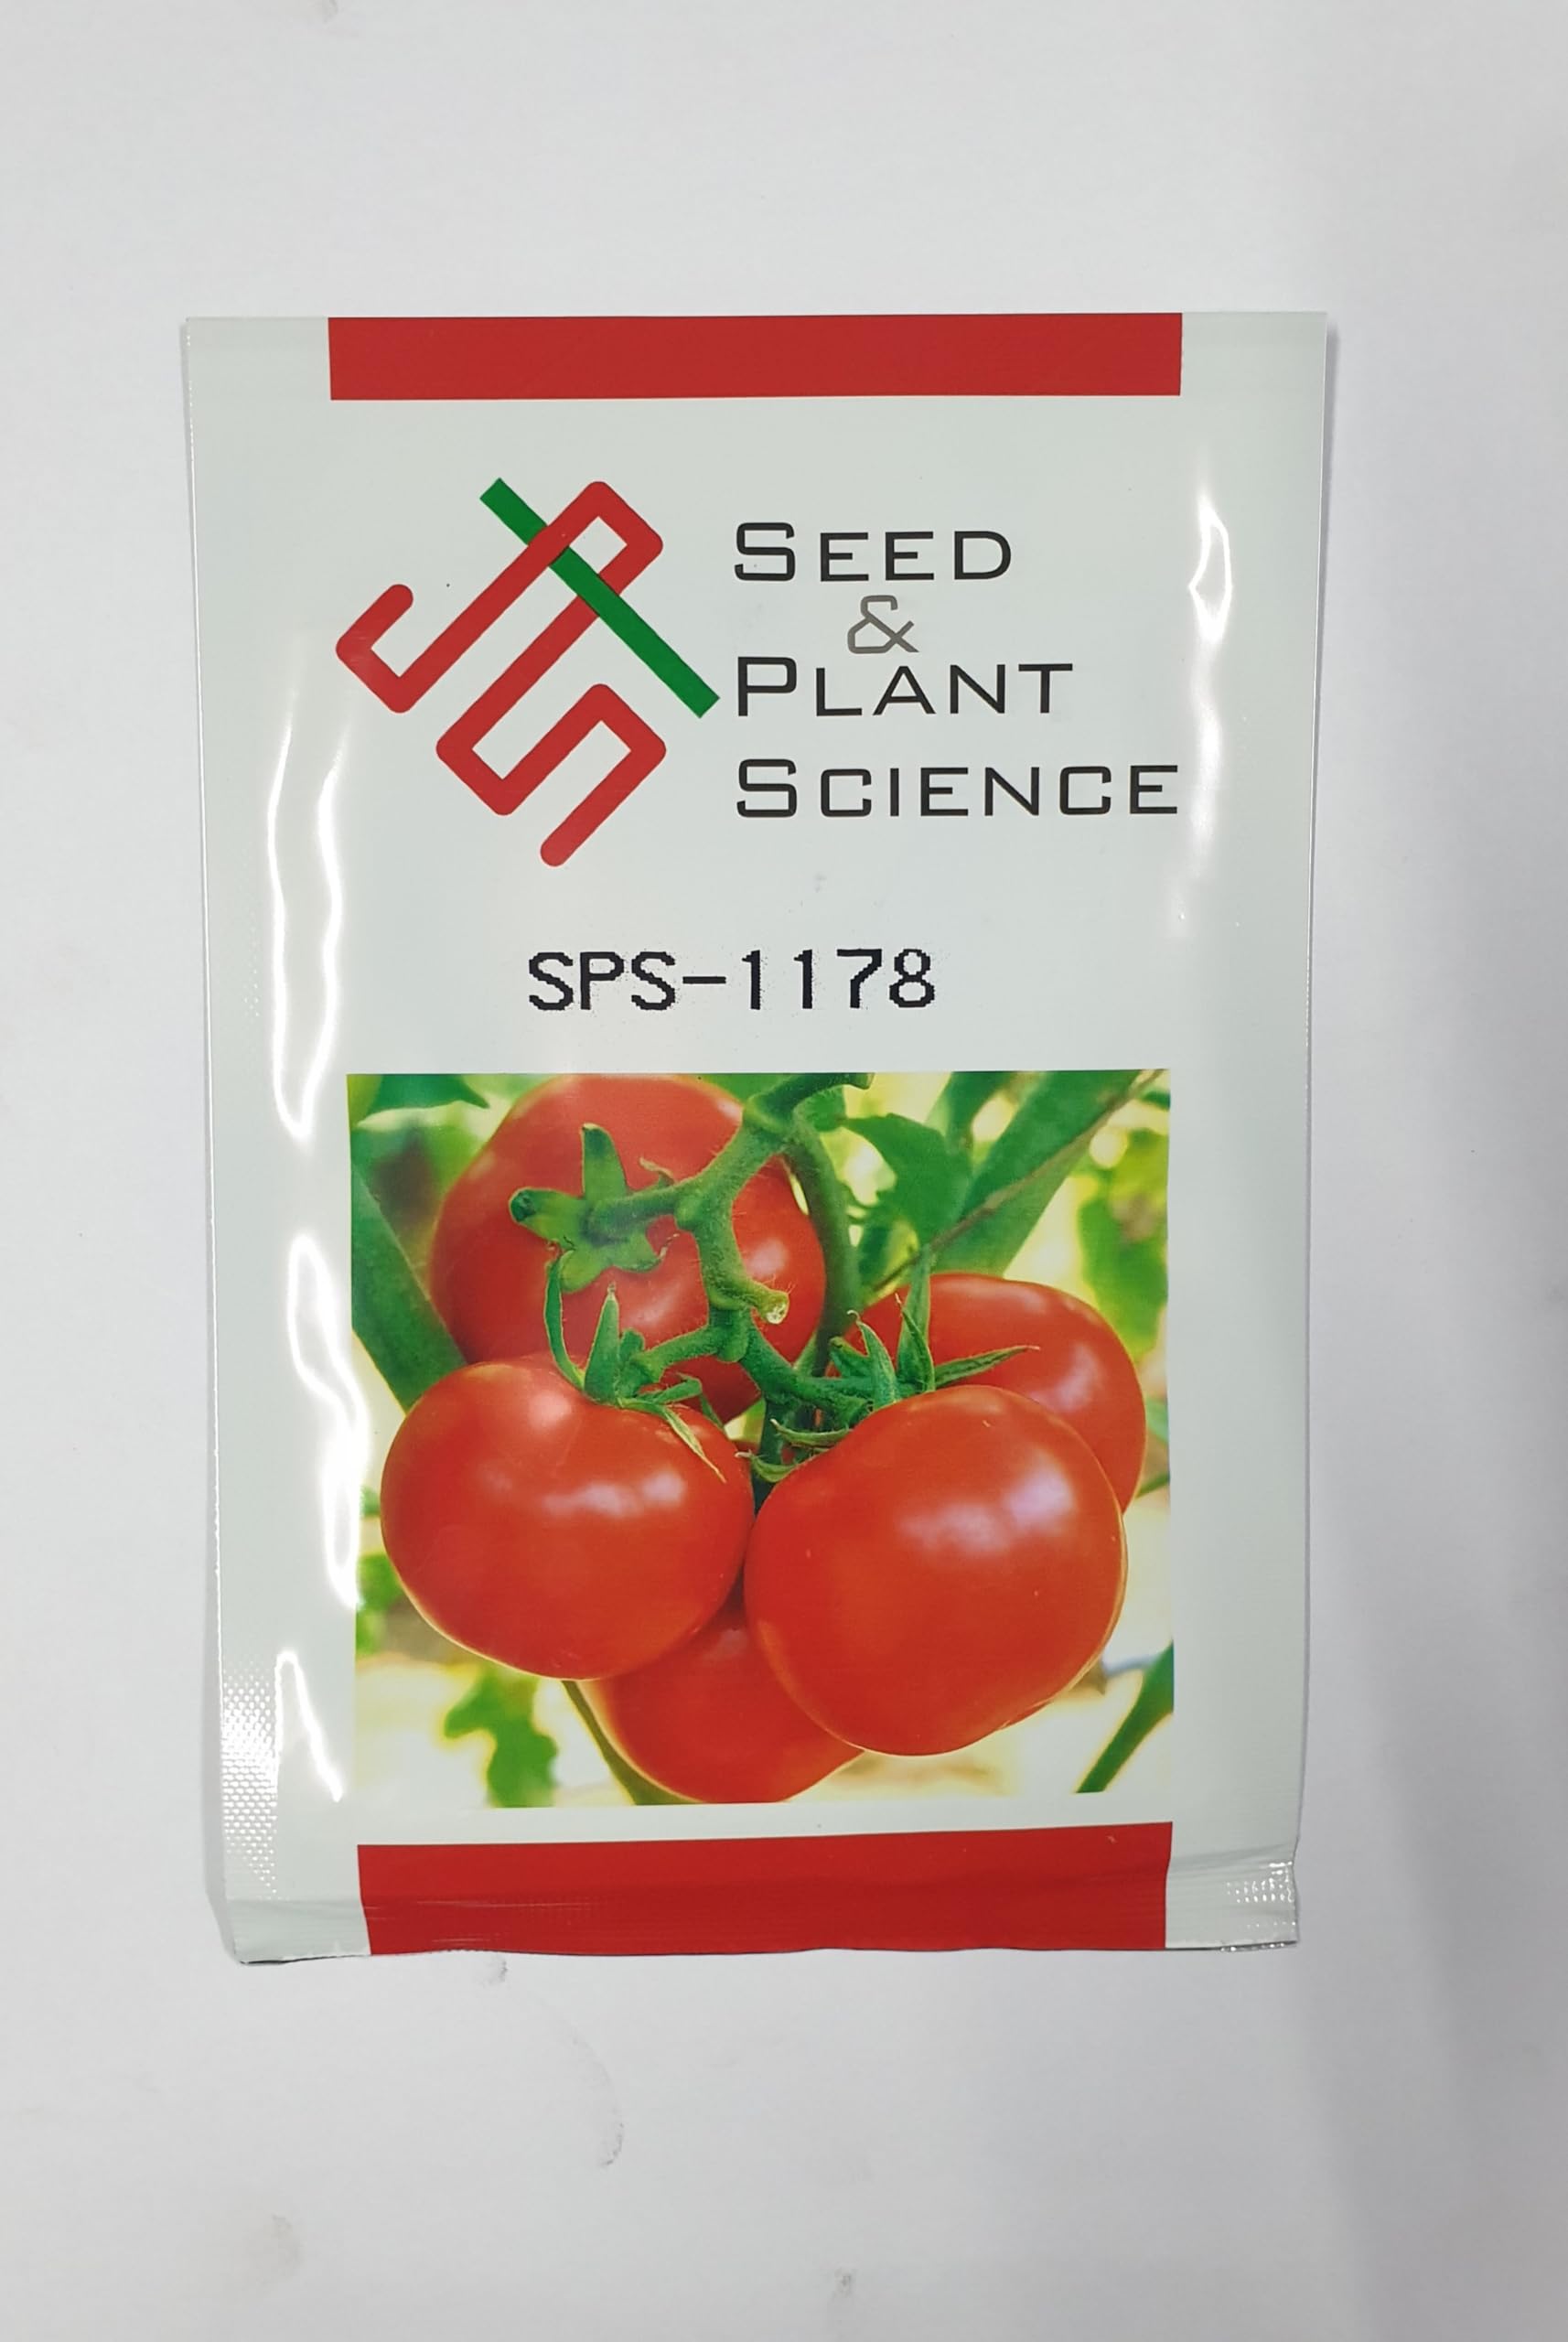 SEED
&
PLANT
SCIENCE
SPS-1178